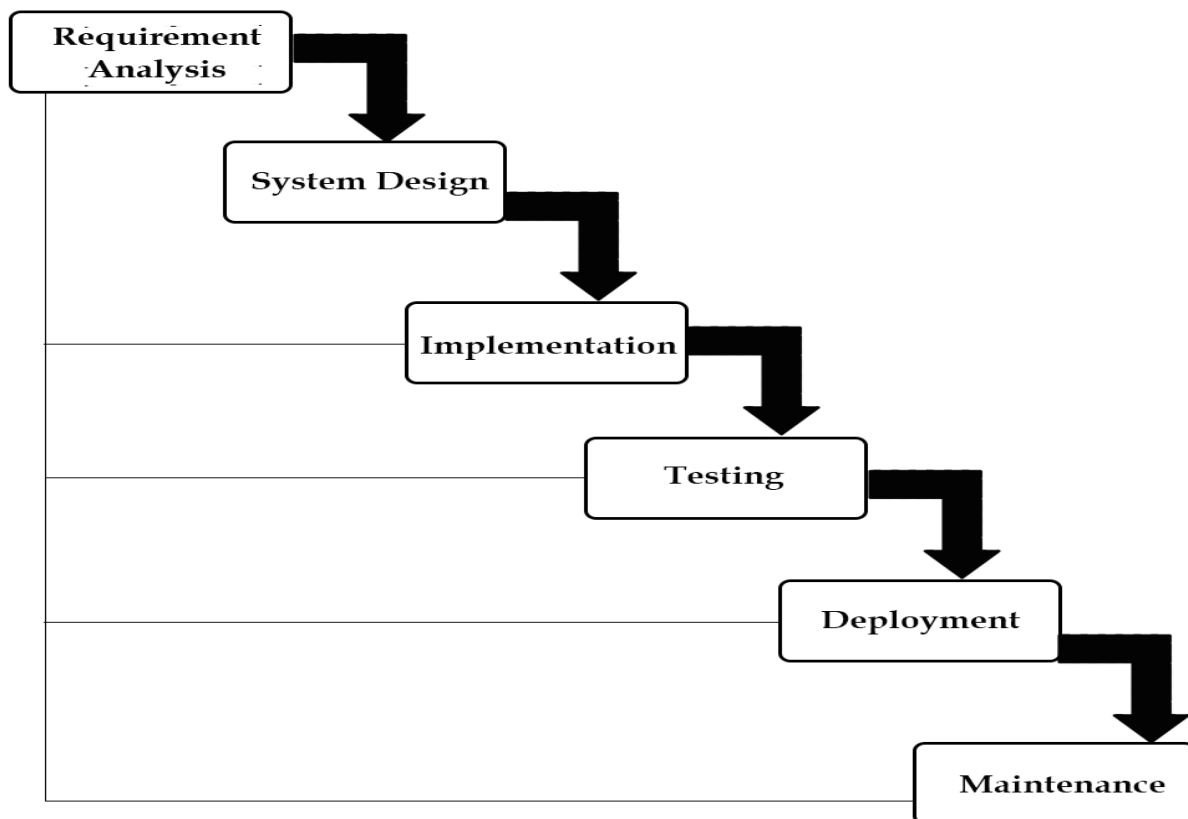 Requirement
Analysis
System Design
Implementation
Testing
Deployment
Maintenance